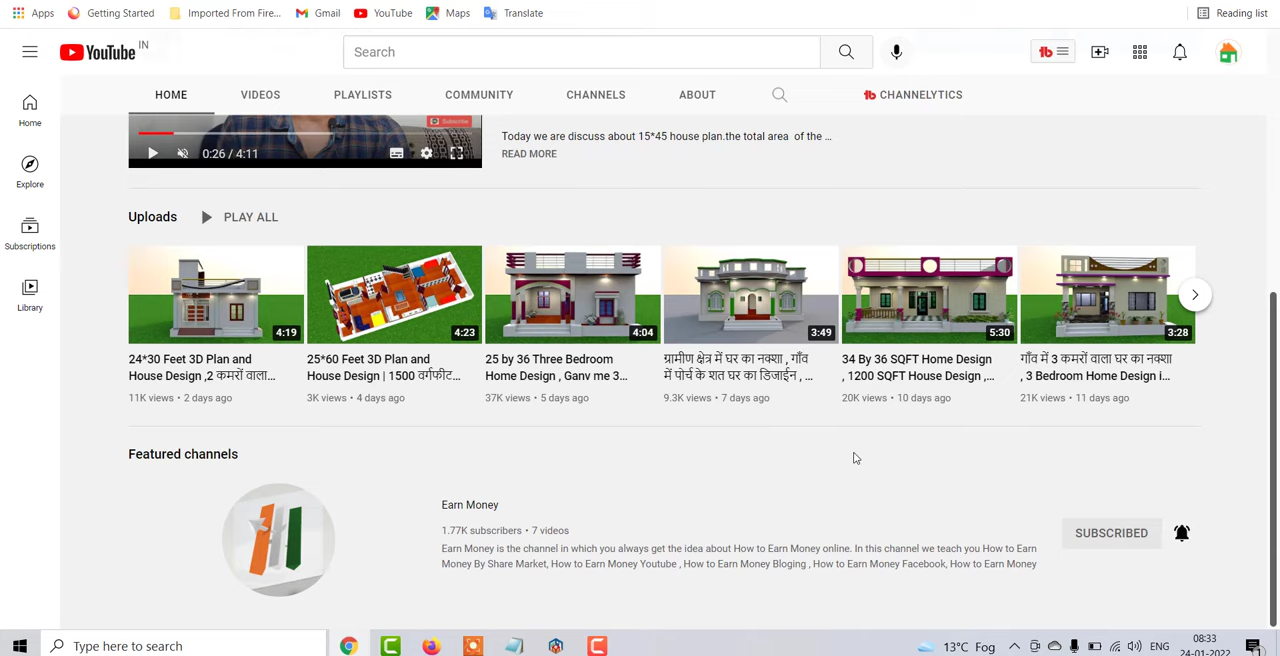 Apps Getting Started Imported From Fire... Gmail YouTube Maps Translate Reading list
YouTube IN Search tb
HOME VIDEOS PLAYLISTS COMMUNITY CHANNELS ABOUT tb CHANNELYTICS
Home
Explore
Subscriptions
Library
Subscribe
0:26 / 4:11
Today we are discuss about 15*45 house plan.the total area of the ...
READ MORE
Uploads PLAY ALL
4:19 4:23 4:04 3:49 5:30 3:28
24*30 Feet 3D Plan and
House Design ,2 कमरों वाला...
11K views • 2 days ago
25*60 Feet 3D Plan and
House Design | 1500 वर्गफीट...
3K views • 4 days ago
25 by 36 Three Bedroom
Home Design , Ganv me 3...
37K views • 5 days ago
ग्रामीण क्षेत्र में घर का नक्शा , गाँव
में पोर्च के शत घर का डिजाईन , ...
9.3K views • 7 days ago
34 By 36 SQFT Home Design
, 1200 SQFT House Design ,...
20K views • 10 days ago
गाँव में 3 कमरों वाला घर का नक्शा
, 3 Bedroom Home Design i...
21K views • 11 days ago
Featured channels
Earn Money
1.77K subscribers • 7 videos
Earn Money is the channel in which you always get the idea about How to Earn Money online. In this channel we teach you How to Earn
Money By Share Market, How to Earn Money Youtube , How to Earn Money Bloging , How to Earn Money Facebook, How to Earn Money
SUBSCRIBED
Type here to search 13°C Fog ENG 08:33
24-01-2022 1